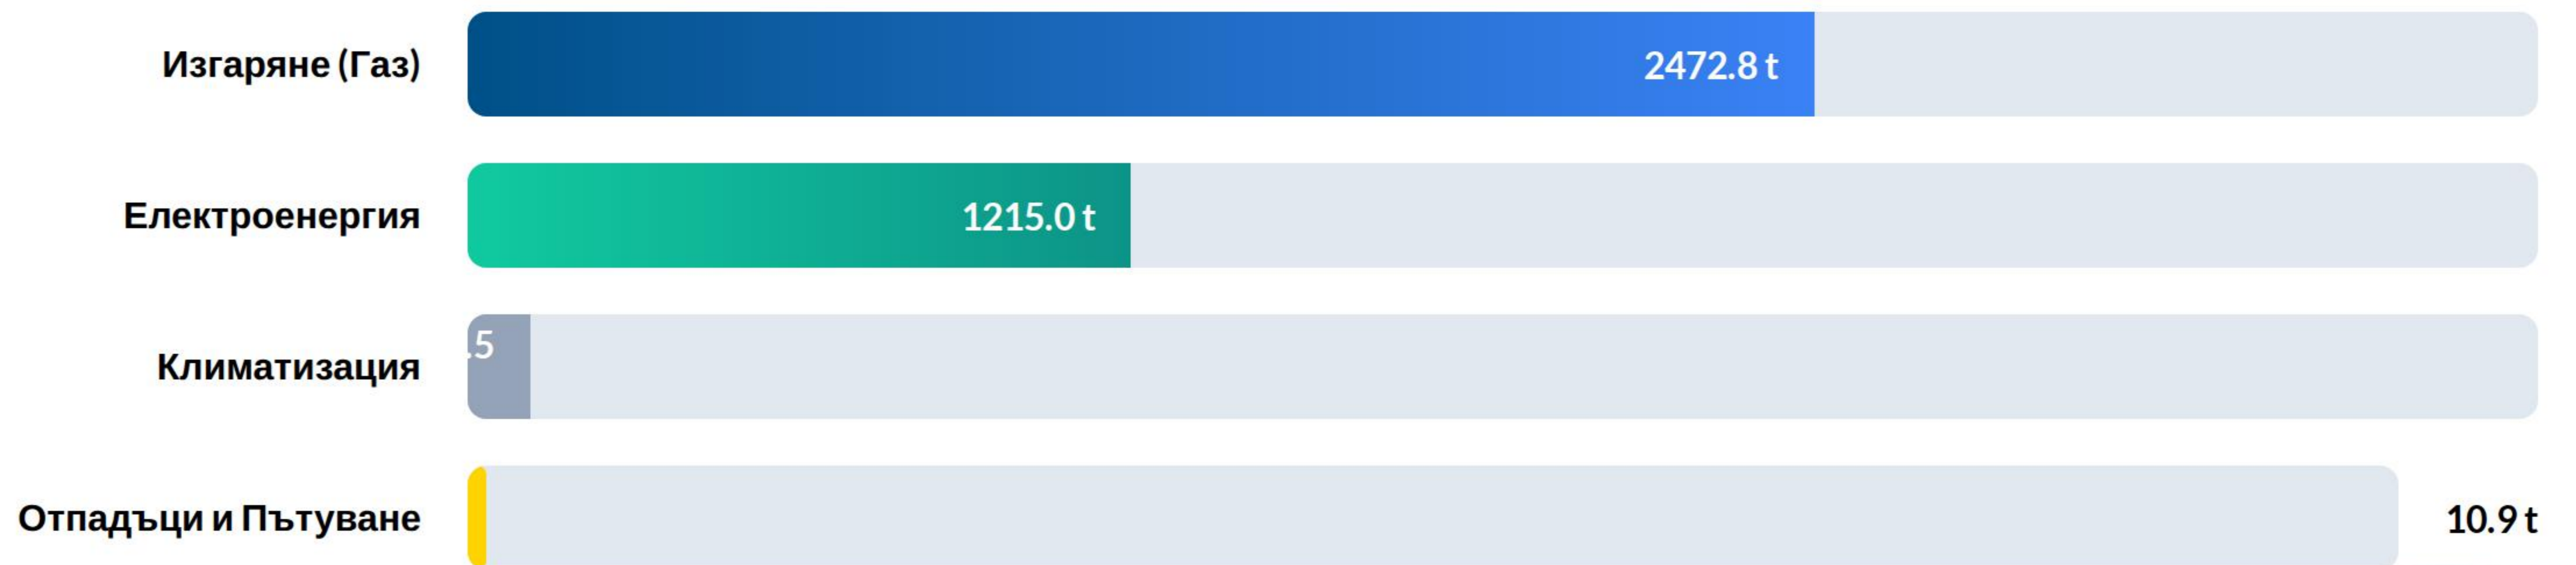 Изгаряне (Газ) 2472.8 t
Електроенергия 1215.0 t
Климатизация .5
Отпадъци и Пътуване 10.9 t